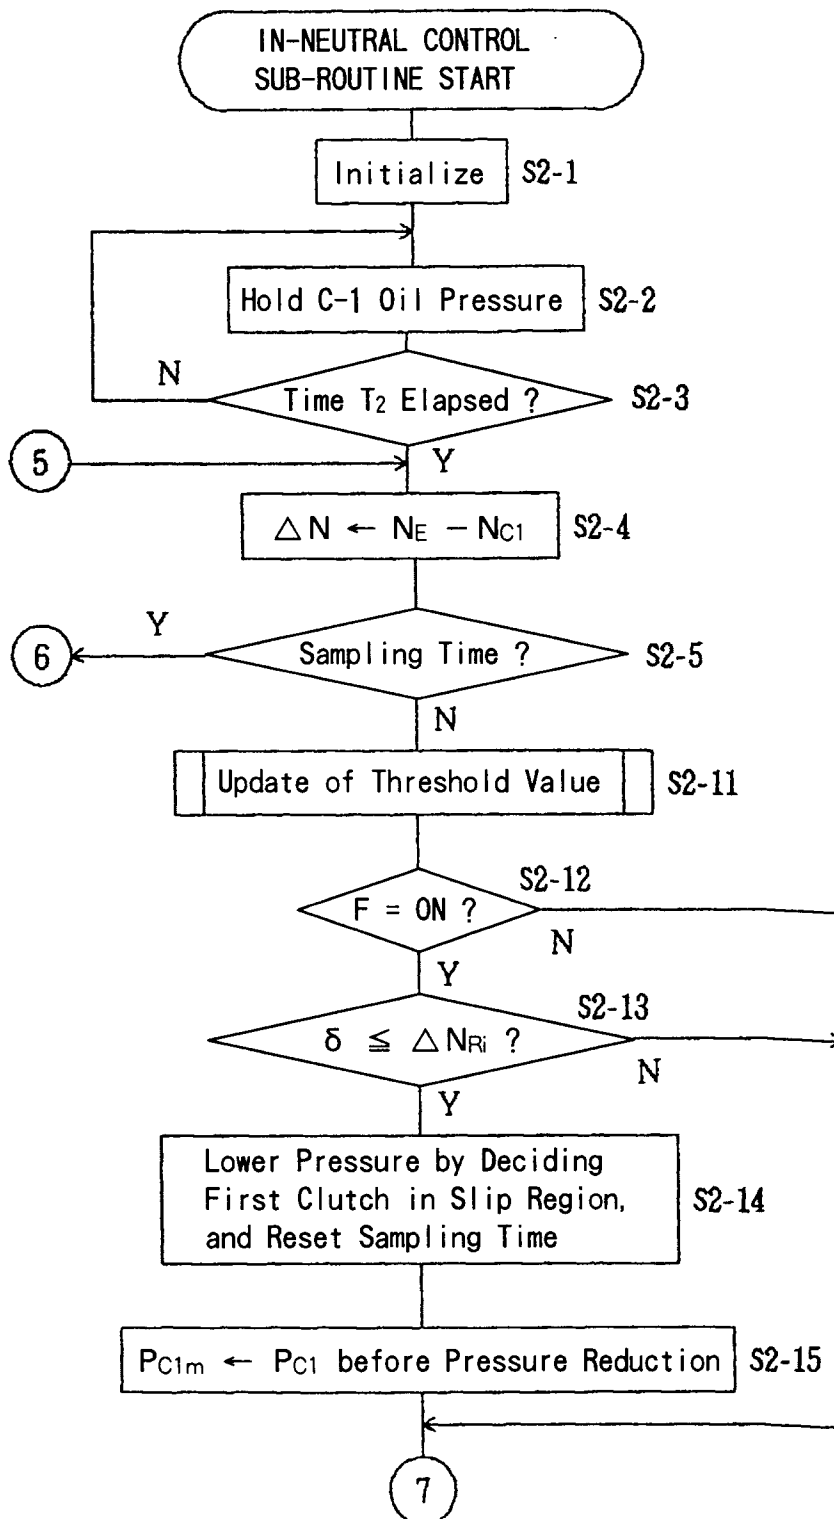 IN-NEUTRAL CONTROL
SUB-ROUTINE START
Initialize
S2-1
Hold C-1 Oil Pressure
S2-2
N
Time T2 Elapsed ?
S2-3
5
Y
△N ← NE − NC1
S2-4
Y
6
Sampling Time ?
S2-5
N
Update of Threshold Value
S2-11
S2-12
F = ON ?
N
Y
S2-13
δ ≦ △NRi ?
N
Y
Lower Pressure by Deciding
First Clutch in Slip Region,
and Reset Sampling Time
S2-14
PC1m ← PC1 before Pressure Reduction
S2-15
7